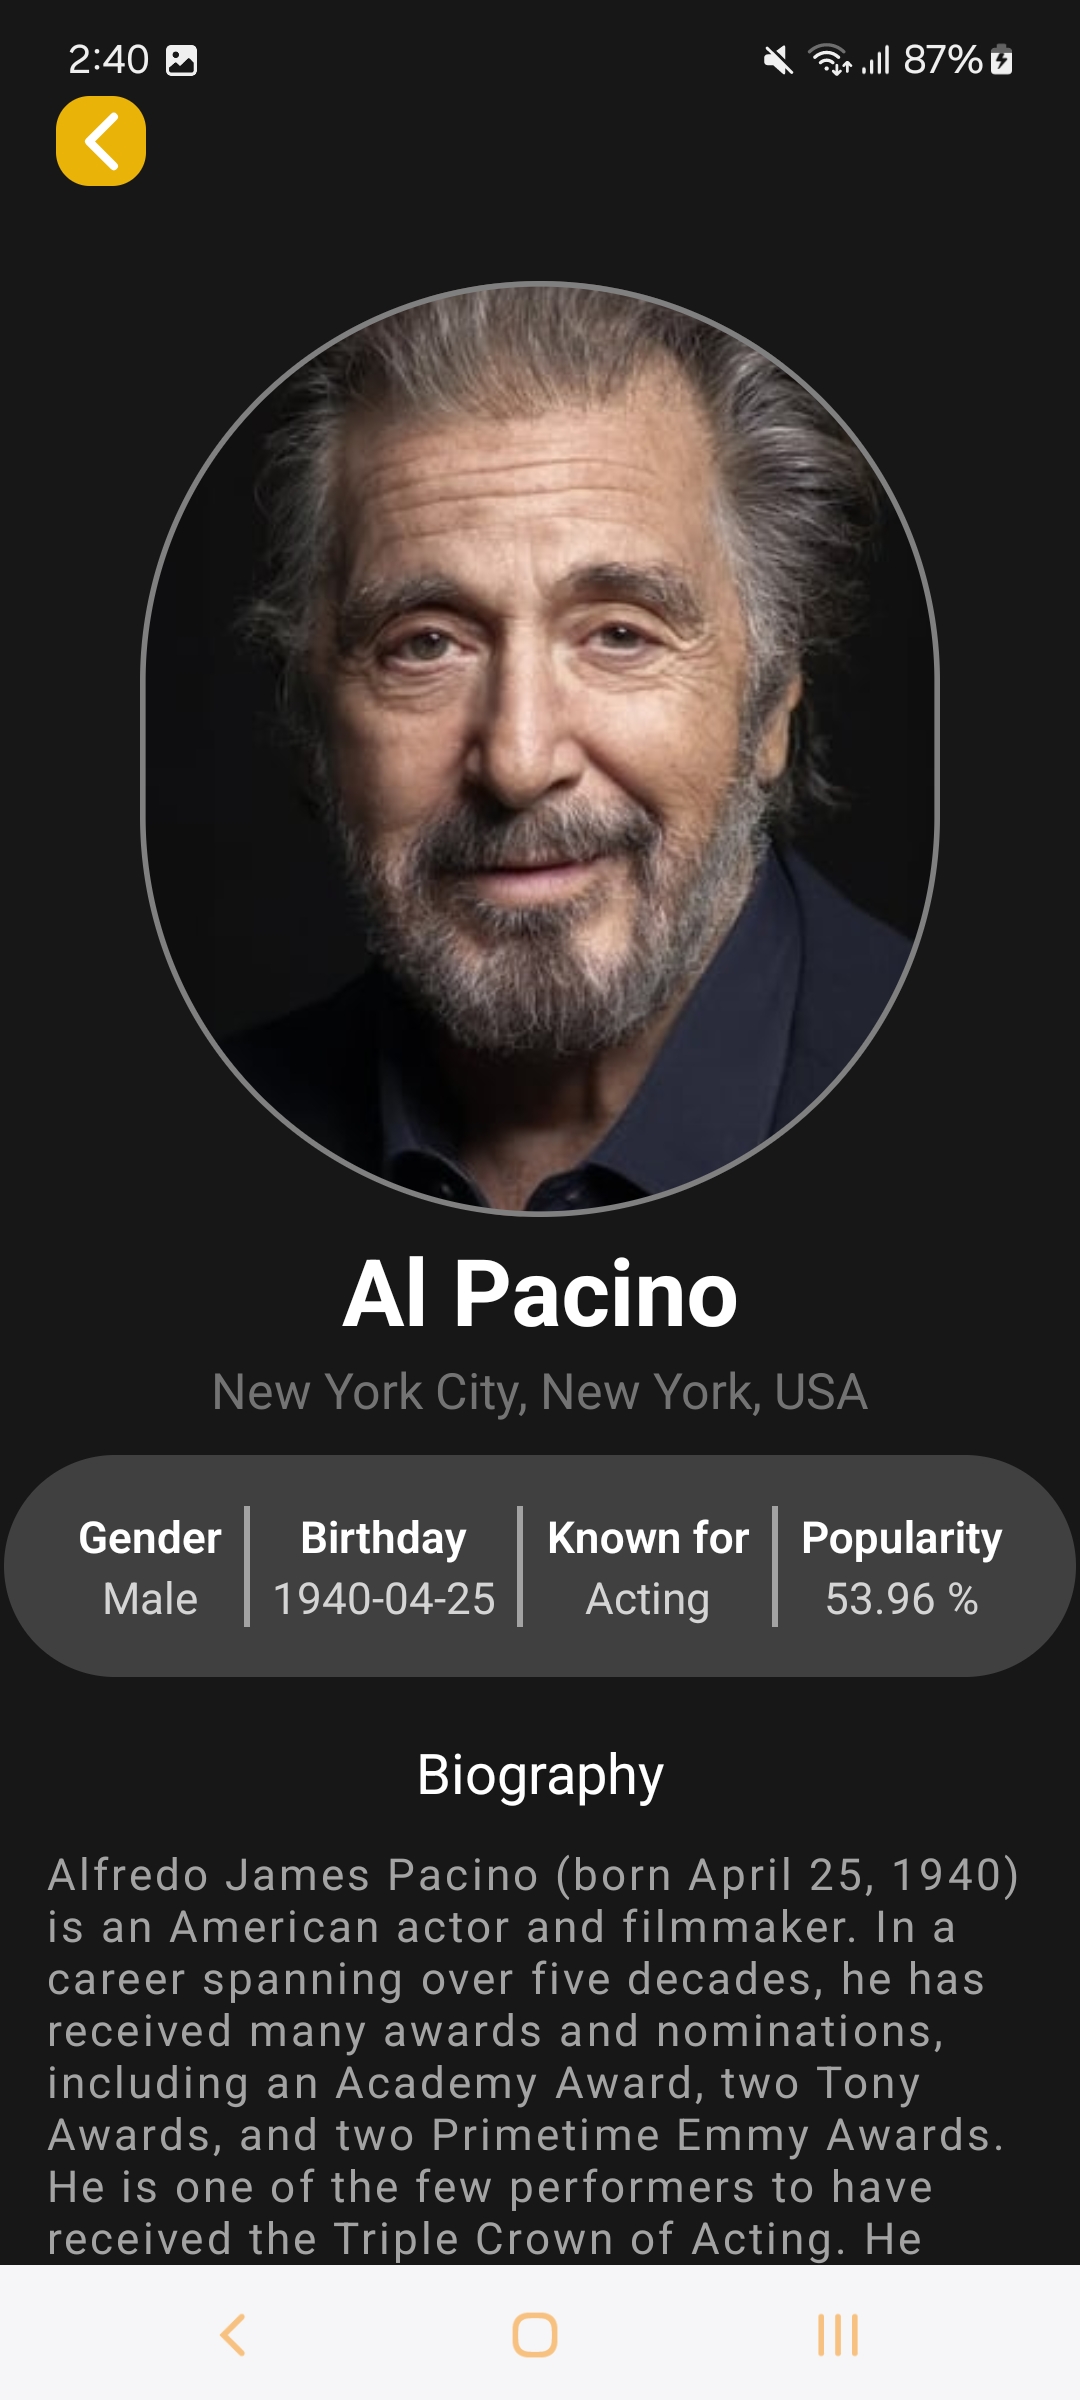 2:40 87%
Al Pacino
New York City, New York, USA
Gender Birthday Known for Popularity
Male 1940-04-25 Acting 53.96 %
Biography
Alfredo James Pacino (born April 25, 1940)
is an American actor and filmmaker. In a
career spanning over five decades, he has
received many awards and nominations,
including an Academy Award, two Tony
Awards, and two Primetime Emmy Awards.
He is one of the few performers to have
received the Triple Crown of Acting. He